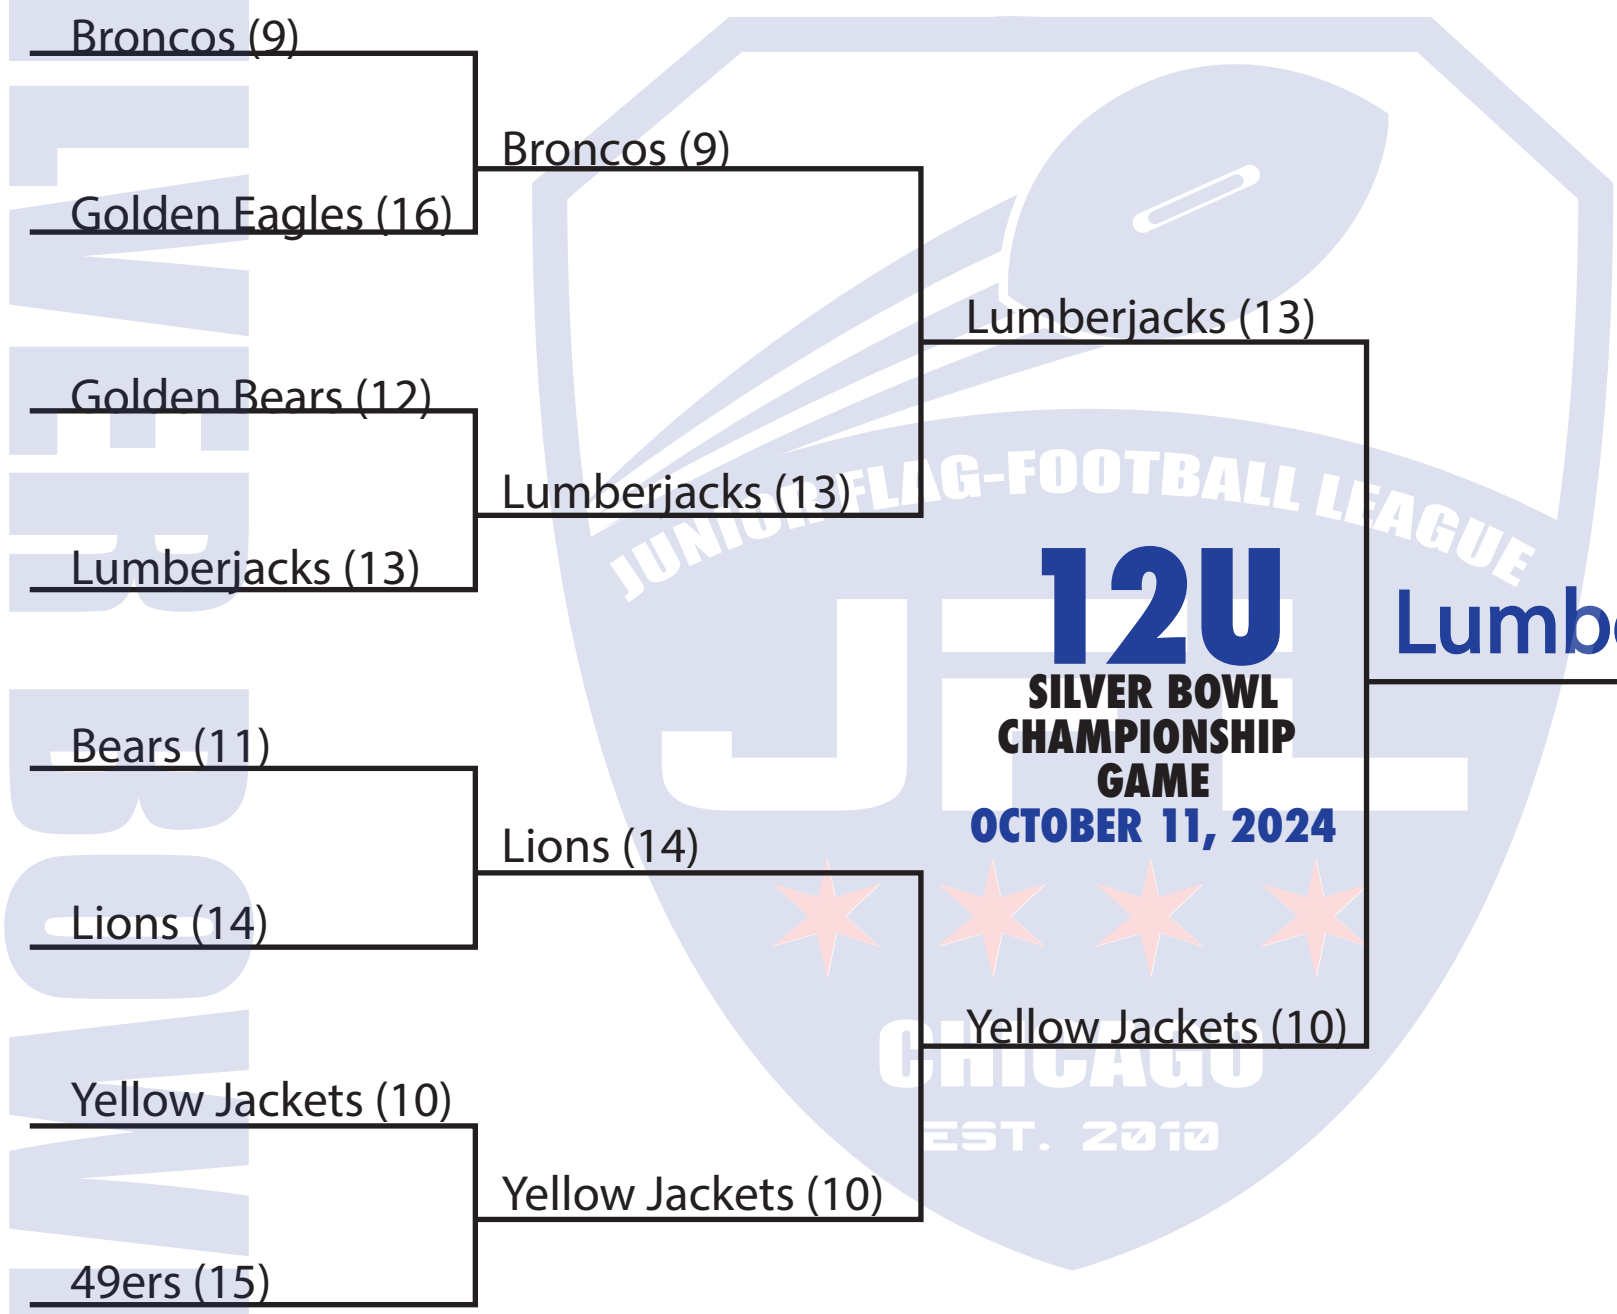 Broncos (9)
Golden Eagles (16)
Golden Bears (12)
Lumberjacks (13)
Bears (11)
Lions (14)
Yellow Jackets (10)
49ers (15)
Broncos (9)
Lumberjacks (13)
Lions (14)
Yellow Jackets (10)
Lumberjacks (13)
Yellow Jackets (10)
12U
SILVER BOWL
CHAMPIONSHIP
GAME
OCTOBER 11, 2024
JUNIOR FLAG-FOOTBALL LEAGUE
JFL
CHICAGO
EST. 2010